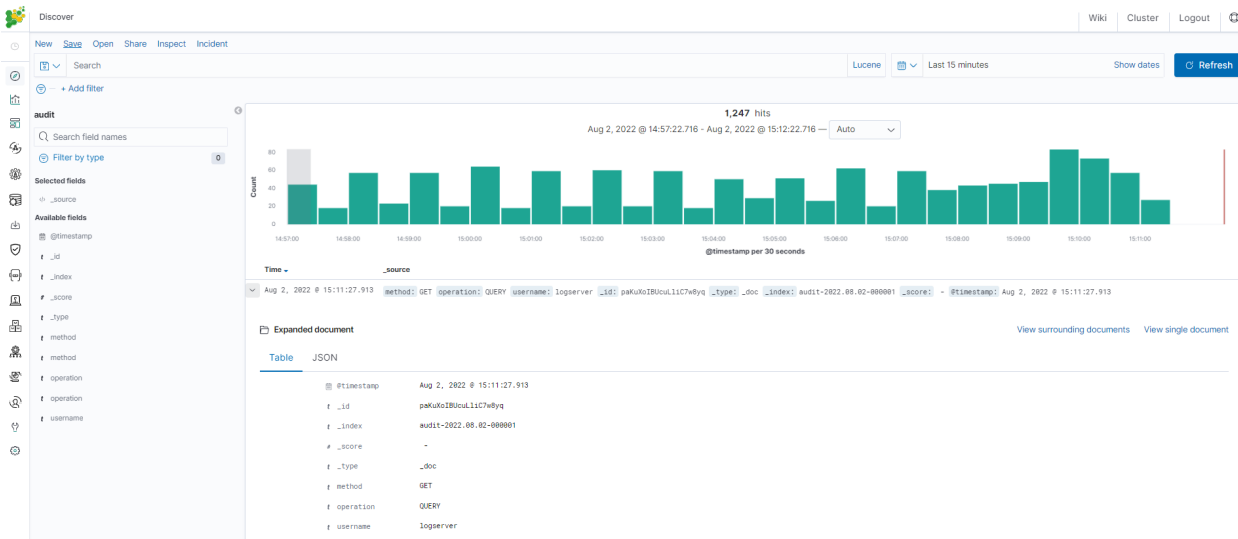 Discover
Wiki Cluster Logout
New Save Open Share Inspect Incident
Search Lucene Last 15 minutes Show dates Refresh
+ Add filter
audit
Search field names
Filter by type 0
Selected fields
</> _source
Available fields
@timestamp
t _id
t _index
# _score
t _type
t method
t method
t operation
t operation
t username
1,247 hits
Aug 2, 2022 @ 14:57:22.716 - Aug 2, 2022 @ 15:12:22.716 — Auto
Count
80
60
40
20
0
14:57:00 14:58:00 14:59:00 15:00:00 15:01:00 15:02:00 15:03:00 15:04:00 15:05:00 15:06:00 15:07:00 15:08:00 15:09:00 15:10:00 15:11:00
@timestamp per 30 seconds
Time _source
Aug 2, 2022 @ 15:11:27.913 method: GET operation: QUERY username: logserver _id: paKuXoIBUcuLliC7w8yq _type: _doc _index: audit-2022.08.02-000001 _score: - @timestamp: Aug 2, 2022 @ 15:11:27.913
Expanded document View surrounding documents View single document
Table JSON
@timestamp Aug 2, 2022 @ 15:11:27.913
t _id paKuXoIBUcuLliC7w8yq
t _index audit-2022.08.02-000001
# _score -
t _type _doc
t method GET
t operation QUERY
t username logserver